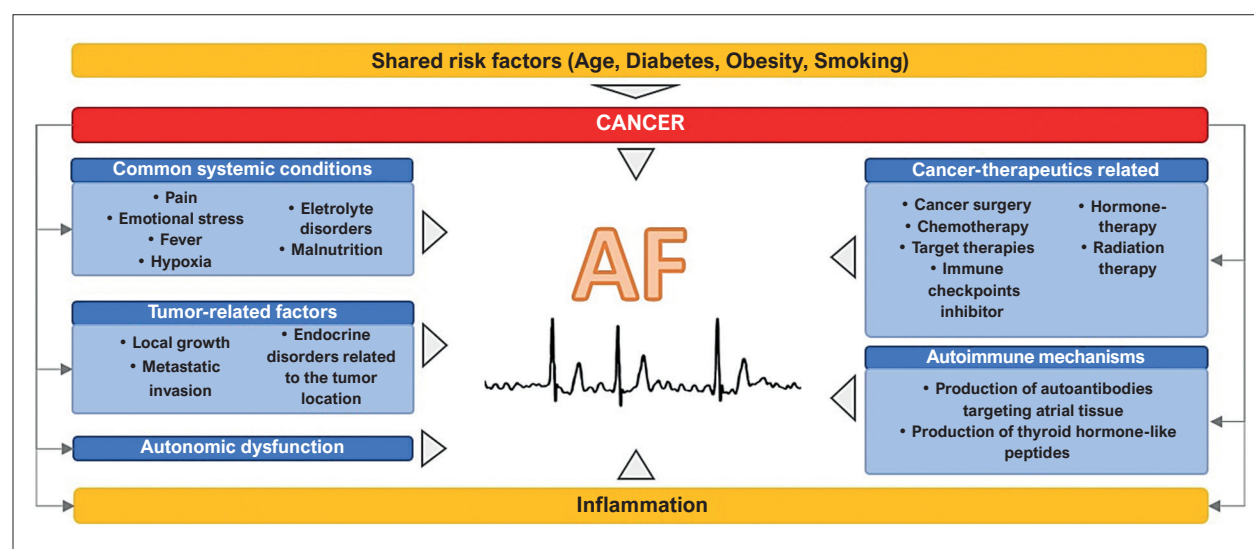 Shared risk factors (Age, Diabetes, Obesity, Smoking)
CANCER
Common systemic conditions
• Pain
• Emotional stress
• Fever
• Hypoxia
• Eletrolyte
disorders
• Malnutrition
Tumor-related factors
• Local growth
• Metastatic
invasion
• Endocrine
disorders related
to the tumor
location
Autonomic dysfunction
AF
Cancer-therapeutics related
• Cancer surgery
• Chemotherapy
• Target therapies
• Immune
checkpoints
inhibitor
• Hormone-
therapy
• Radiation
therapy
Autoimmune mechanisms
• Production of autoantibodies
targeting atrial tissue
• Production of thyroid hormone-like
peptides
Inflammation